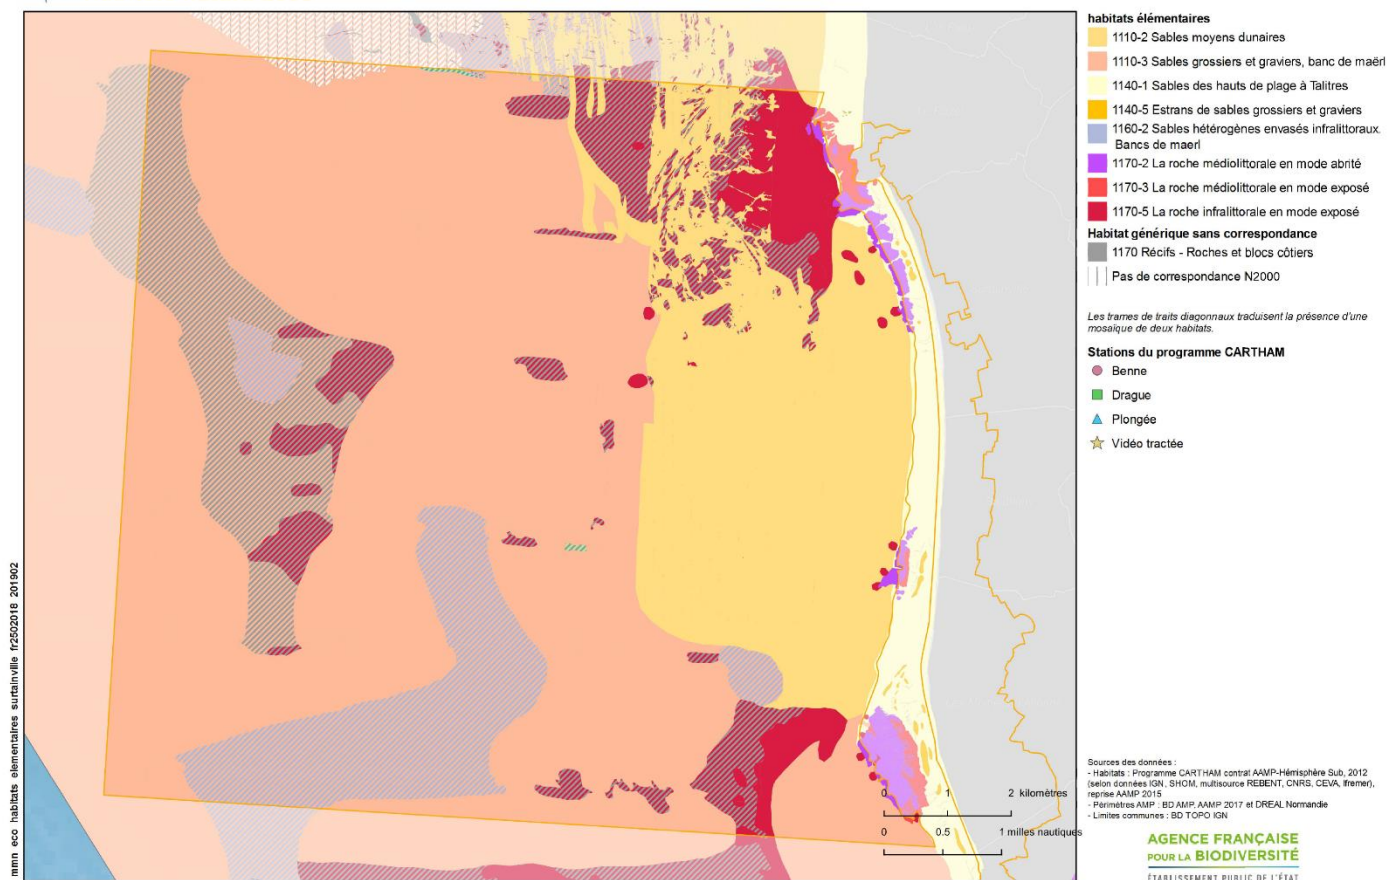 habitats élémentaires
1110-2 Sables moyens dunaires
1110-3 Sables grossiers et graviers, banc de maërl
1140-1 Sables des hauts de plage à Talitres
1140-5 Estrans de sables grossiers et graviers
1160-2 Sables hétérogènes envasés infralittoraux.
Bancs de maerl
1170-2 La roche médiolittorale en mode abrité
1170-3 La roche médiolittorale en mode exposé
1170-5 La roche infralittorale en mode exposé
Habitat générique sans correspondance
1170 Récifs - Roches et blocs côtiers
Pas de correspondance N2000
Les trames de traits diagonnaux traduisent la présence d'une
mosaïque de deux habitats.
Stations du programme CARTHAM
Benne
Drague
Plongée
Vidéo tractée
mmn eco habitats elementaires surtainville fr2502018 201902
0 1 2 kilomètres
0 0.5 1 milles nautiques
Sources des données :
- Habitats : Programme CARTHAM contrat AAMP-Hémisphère Sub, 2012
(selon données IGN, SHOM, multisource REBENT, CNRS, CEVA, Ifremer),
reprise AAMP 2015
- Périmètres AMP : BD AMP, AAMP 2017 et DREAL Normandie
- Limites communes : BD TOPO IGN
AGENCE FRANÇAISE
POUR LA BIODIVERSITÉ
ÉTABLISSEMENT PUBLIC DE L'ÉTAT